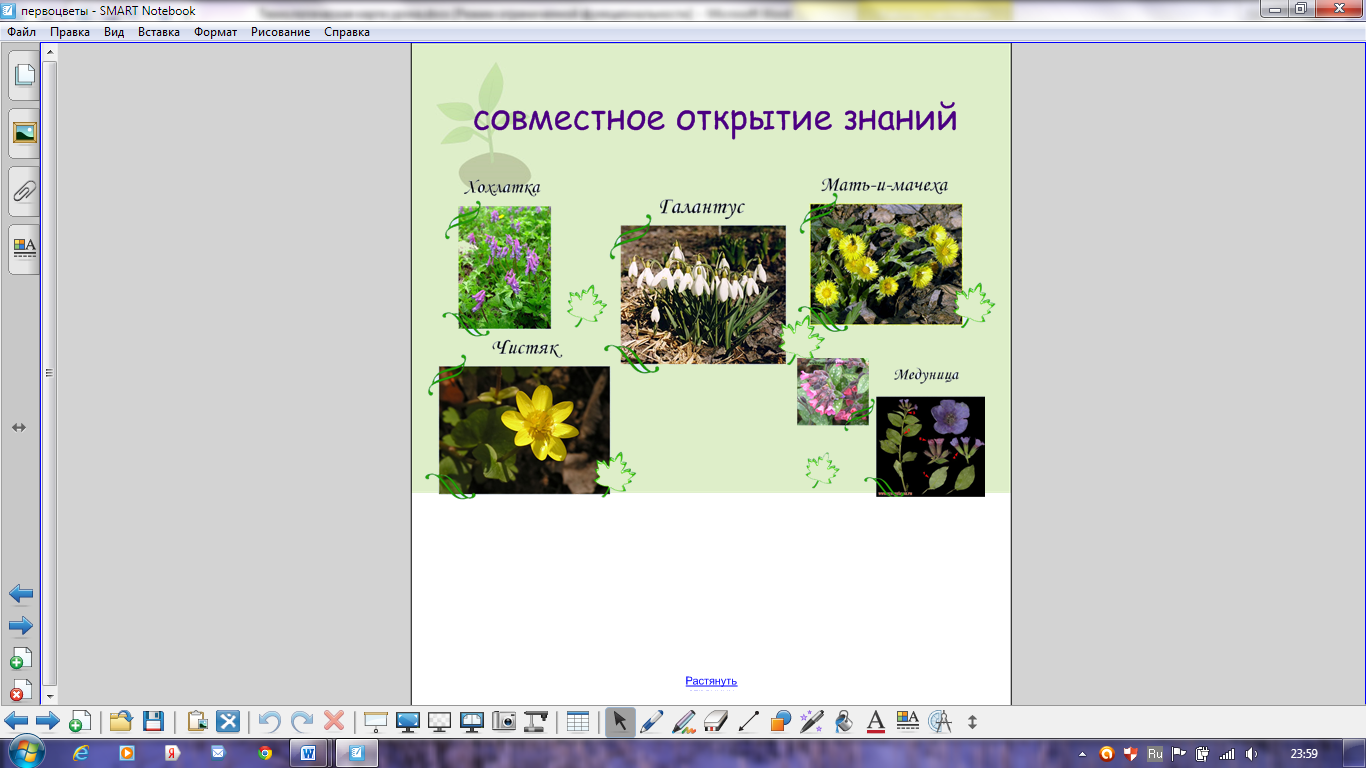 первоцветы - SMART Notebook
Файл Правка Вид Вставка Формат Рисование Справка
совместное открытие знаний
Хохлатка
Галантус
Мать-и-мачеха
Чистяк
Медуница
Растянуть
Ru
23:59